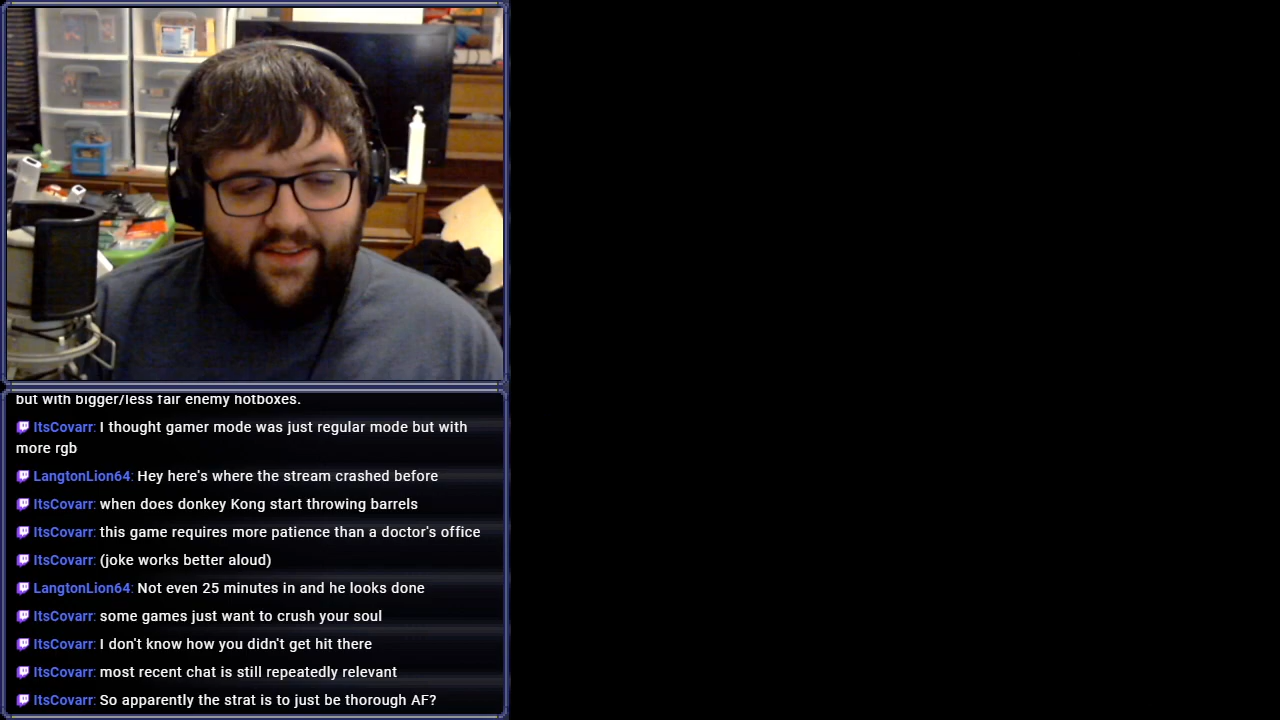 but with bigger/less fair enemy hotboxes.
ItsCovarr: I thought gamer mode was just regular mode but with
more rgb
LangtonLion64: Hey here's where the stream crashed before
ItsCovarr: when does donkey Kong start throwing barrels
ItsCovarr: this game requires more patience than a doctor's office
ItsCovarr: (joke works better aloud)
LangtonLion64: Not even 25 minutes in and he looks done
ItsCovarr: some games just want to crush your soul
ItsCovarr: I don't know how you didn't get hit there
ItsCovarr: most recent chat is still repeatedly relevant
ItsCovarr: So apparently the strat is to just be thorough AF?